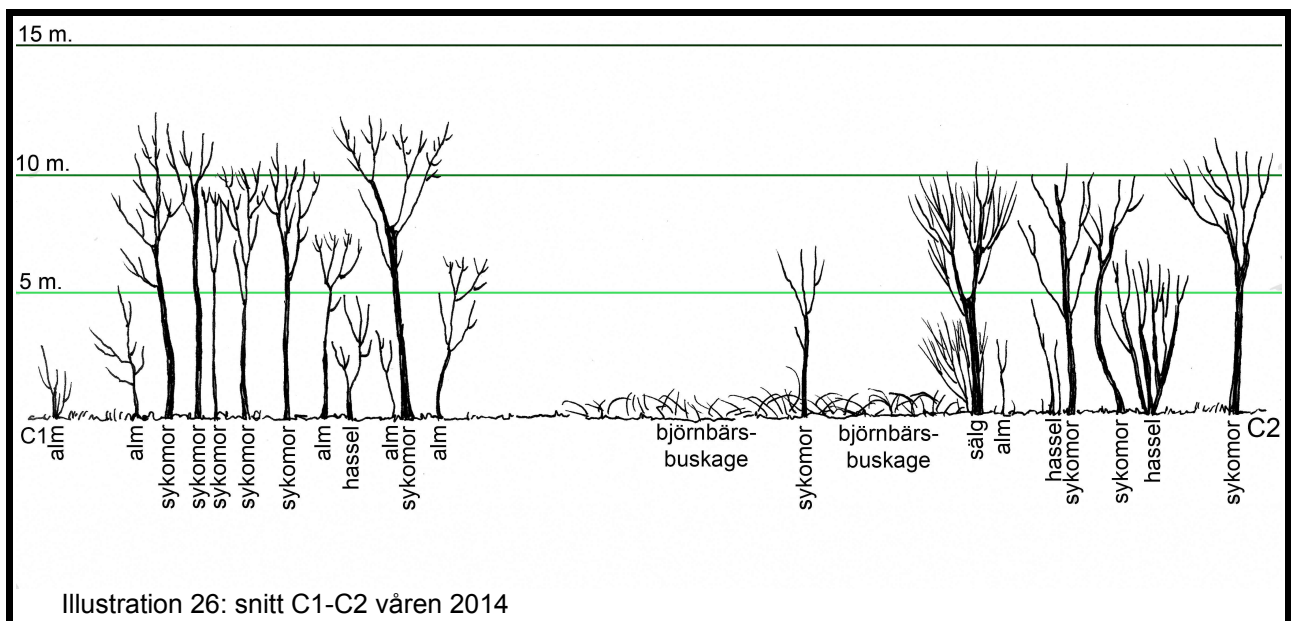 15 m.
10 m.
5 m.
C1
alm
alm
sykomor
sykomor
sykomor
sykomor
sykomor
alm
hassel
alm
sykomor
alm
björnbärs-
buskage
sykomor
björnbärs-
buskage
sälg
alm
hassel
sykomor
sykomor
hassel
sykomor
C2
Illustration 26: snitt C1-C2 våren 2014